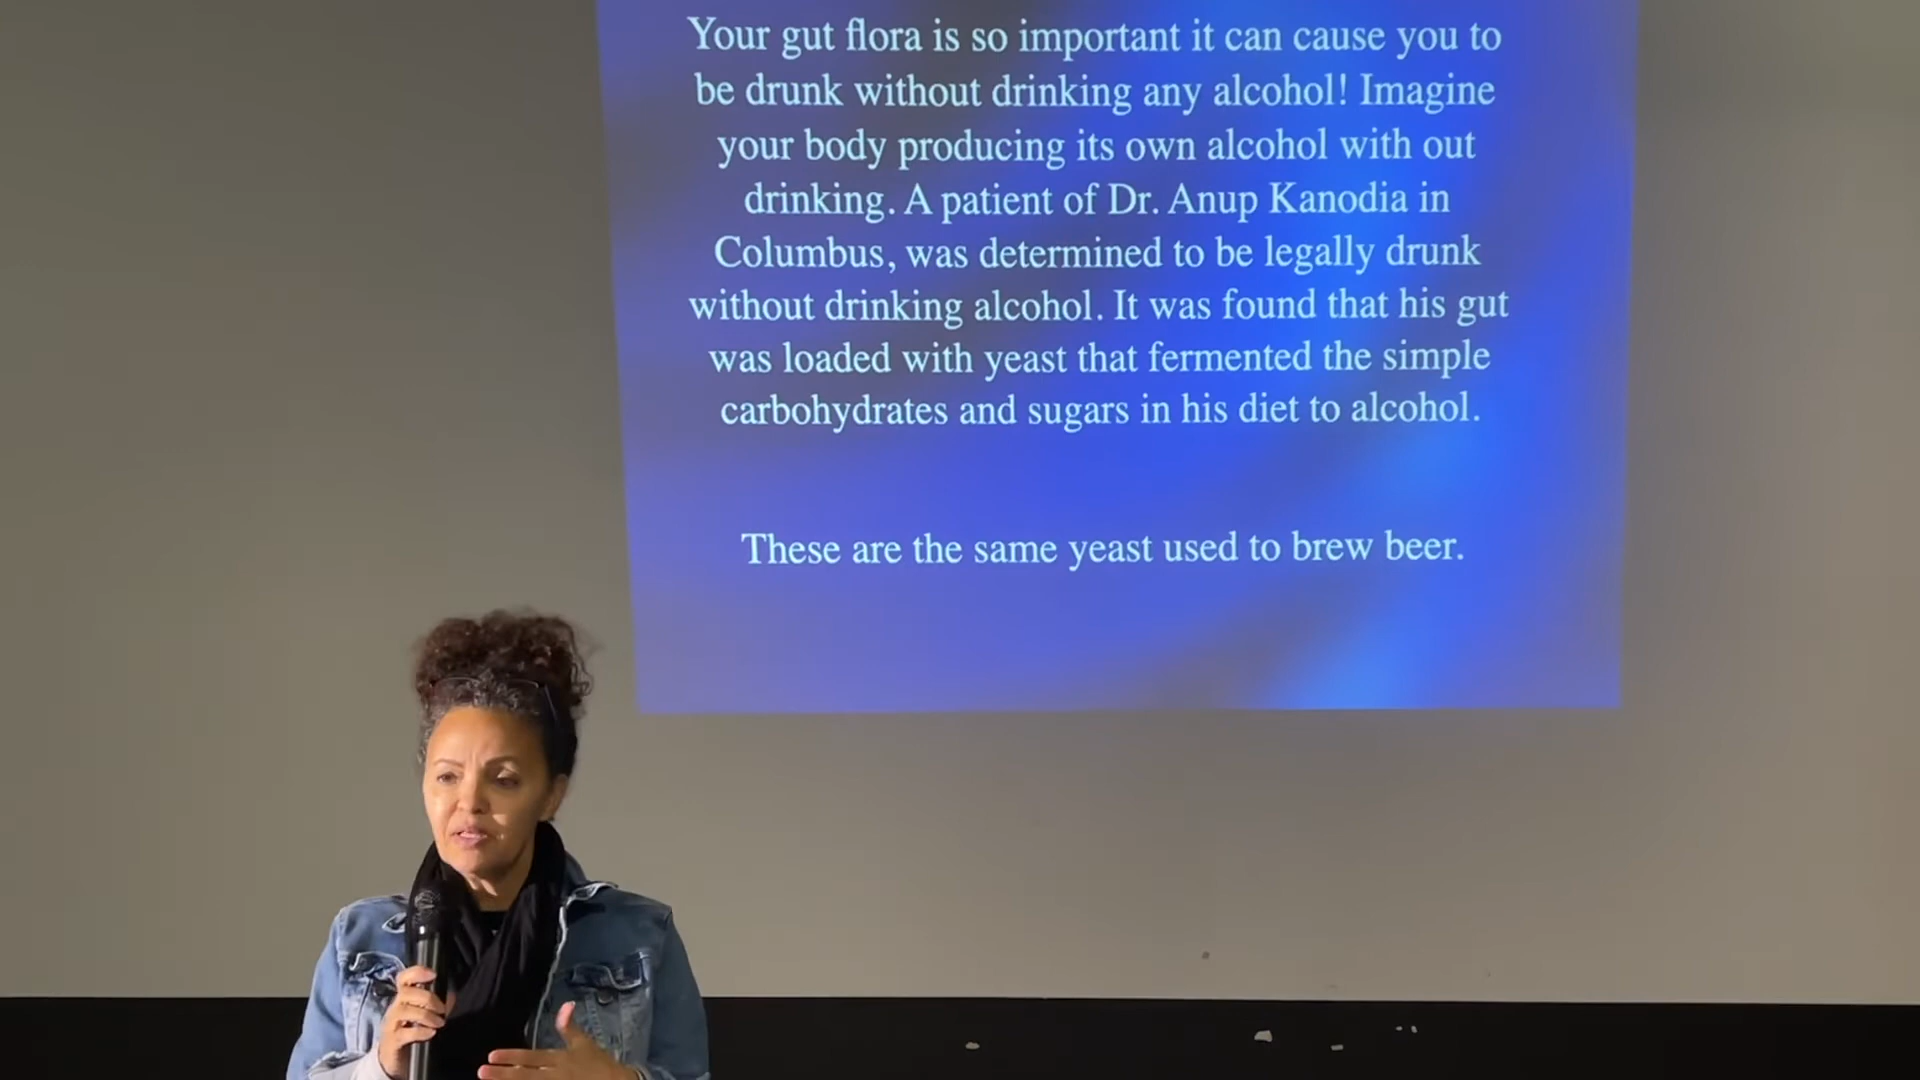 Your gut flora is so important it can cause you to
be drunk without drinking any alcohol! Imagine
your body producing its own alcohol with out
drinking. A patient of Dr. Anup Kanodia in
Columbus, was determined to be legally drunk
without drinking alcohol. It was found that his gut
was loaded with yeast that fermented the simple
carbohydrates and sugars in his diet to alcohol.
These are the same yeast used to brew beer.